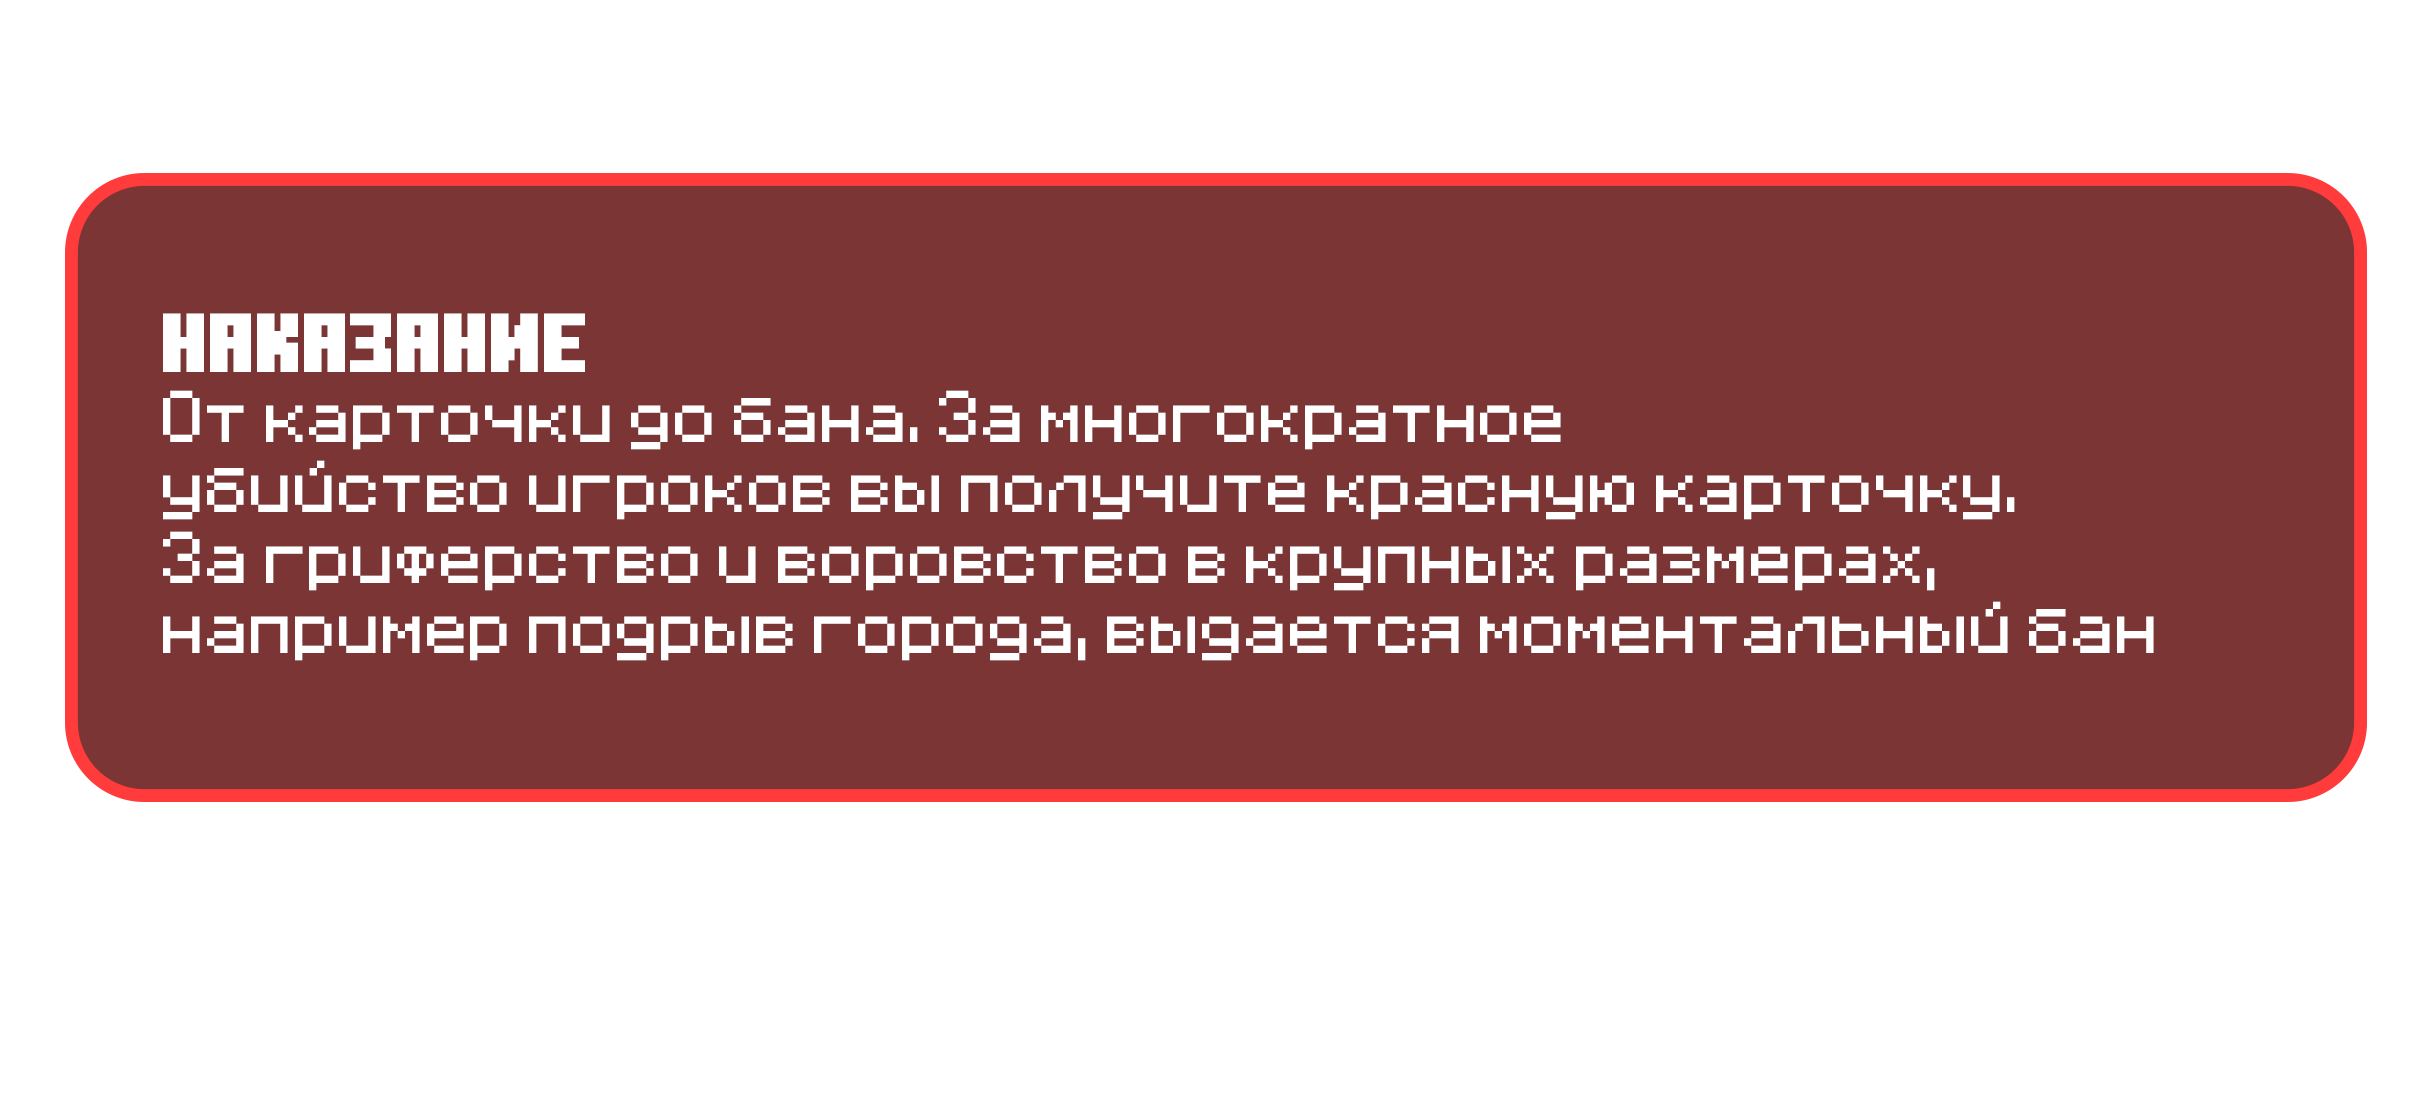 НАКАЗАНИЕ
От карточки до бана. За многократное
убийство игроков вы получите красную карточку.
За гриферство и воровство в крупных размерах,
например подрыв города, выдается моментальный бан